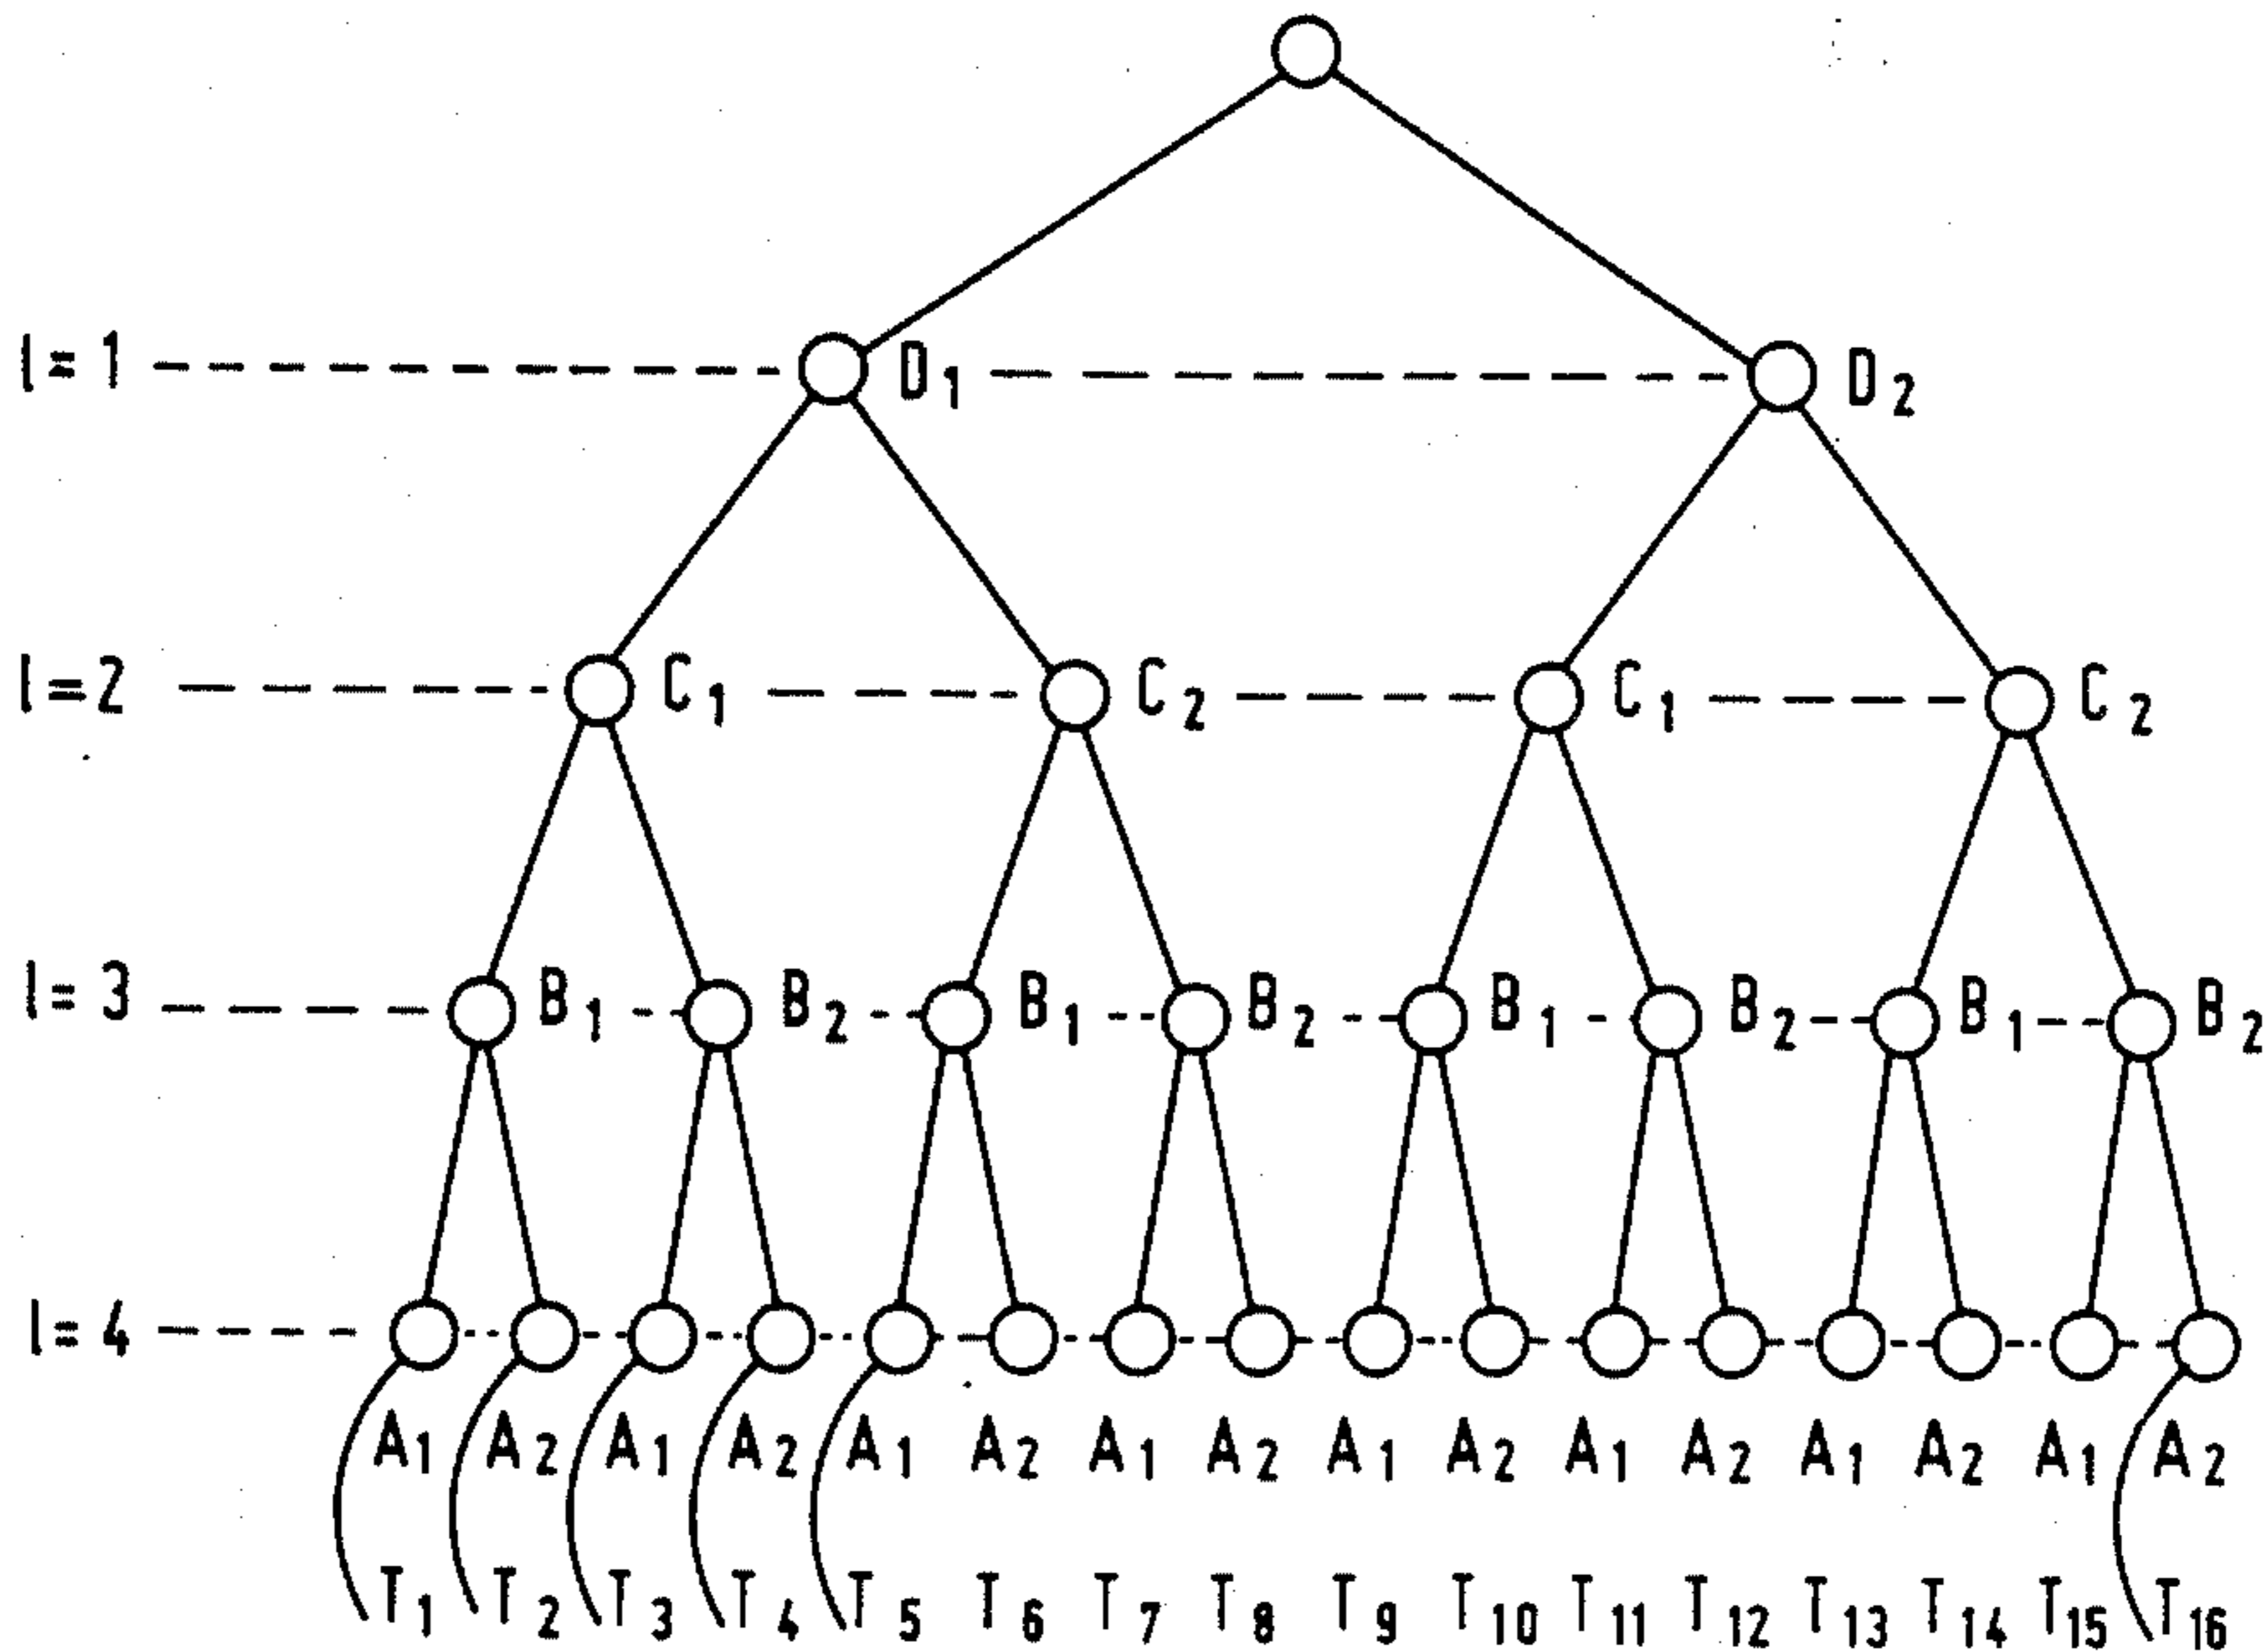 l=1 D1 D2
l=2 C1 C2 C1 C2
l=3 B1 B2 B1 B2 B1 B2 B1 B2
l=4
A1 A2 A1 A2 A1 A2 A1 A2 A1 A2 A1 A2 A1 A2 A1 A2
T1 T2 T3 T4 T5 T6 T7 T8 T9 T10 T11 T12 T13 T14 T15 T16